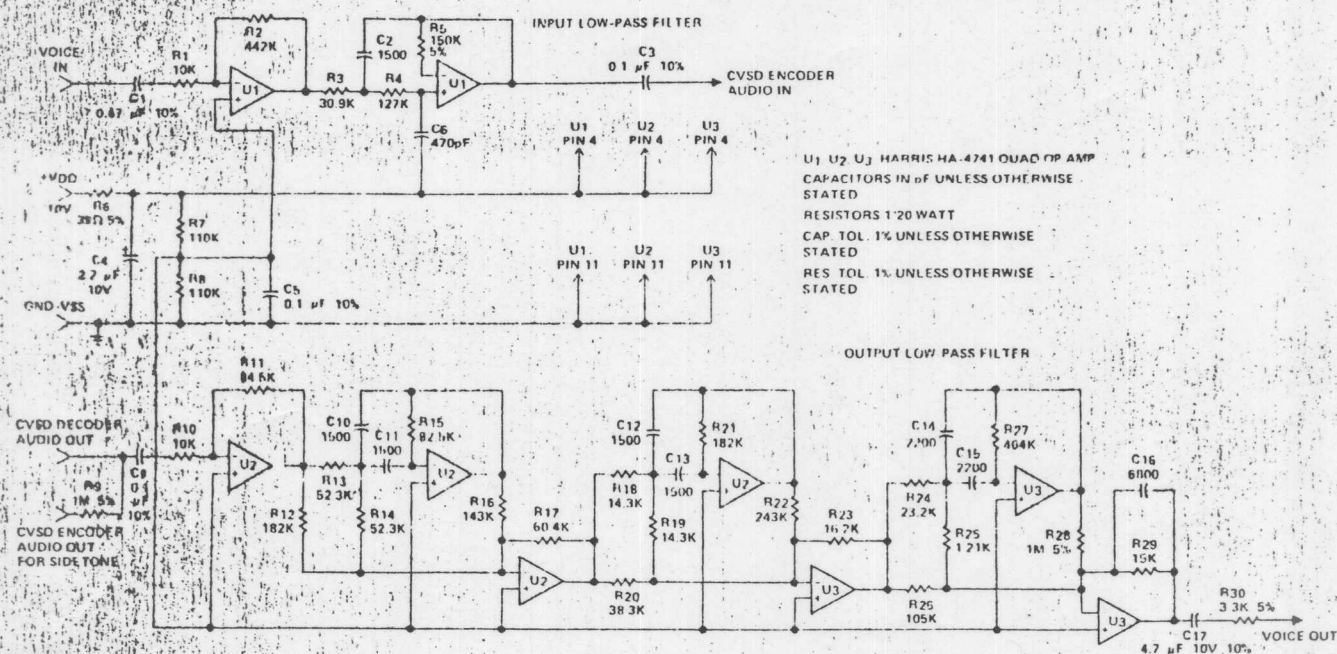 INPUT LOW-PASS FILTER
R2
442K
VOICE
IN
R1
10K
C1
0.47 µF 10%
U1
R3
30.9K
C2
1500
R4
127K
R5
150K
5%
U1
C6
470pF
C3
0.1 µF 10%
CVSD ENCODER
AUDIO IN
U1
PIN 4
U2
PIN 4
U3
PIN 4
+VDD
10V
R6
5%
R7
110K
R8
110K
C4
2.2 µF
10V
C5
0.1 µF 10%
GND-VSS
U1
PIN 11
U2
PIN 11
U3
PIN 11
U1 U2 U3 HARRIS HA-4741 QUAD OP AMP
CAPACITORS IN pF UNLESS OTHERWISE
STATED
RESISTORS 1/20 WATT
CAP. TOL. 1% UNLESS OTHERWISE
STATED
RES TOL. 1% UNLESS OTHERWISE
STATED
OUTPUT LOW PASS FILTER
CVSD DECODER
AUDIO OUT
R9
1M 5%
CVSD ENCODER
AUDIO OUT
FOR SIDETONE
µF
10%
R10
10K
R11
84.5K
U2
R12
182K
R13
52.3K
C10
1500
C11
1500
R14
52.3K
R15
82.5K
U2
R16
143K
R17
60.4K
U2
R18
14.3K
C12
1500
C13
1500
R19
14.3K
R20
38.3K
R21
182K
U2
R22
243K
R23
16.2K
U3
R24
23.2K
C14
2200
C15
2200
R25
1.21K
R26
105K
R27
464K
U3
R28
1M 5%
C16
6800
R29
15K
U3
C17
4.7 µF 10V 10%
R30
3.3K 5%
VOICE OUT